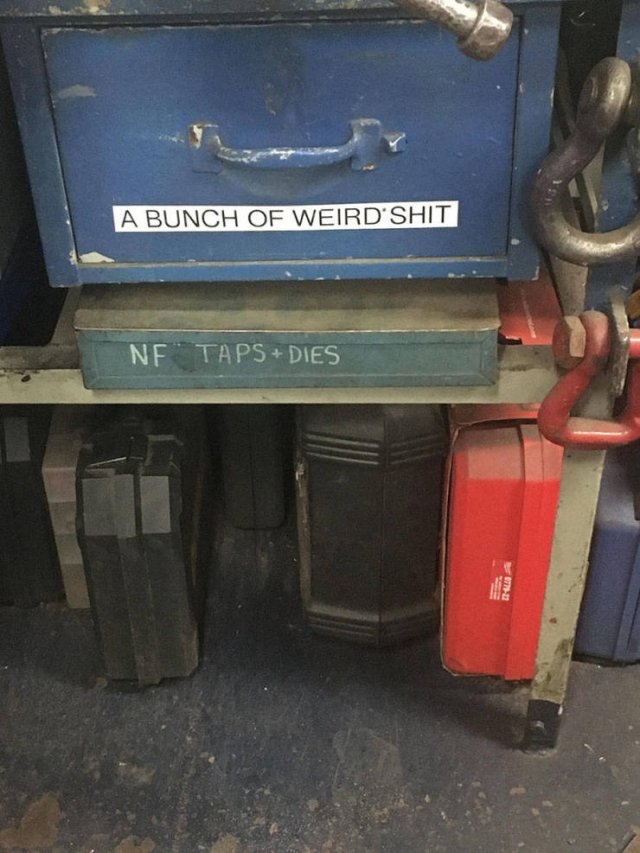 A BUNCH OF WEIRD SHIT
NF TAPS + DIES